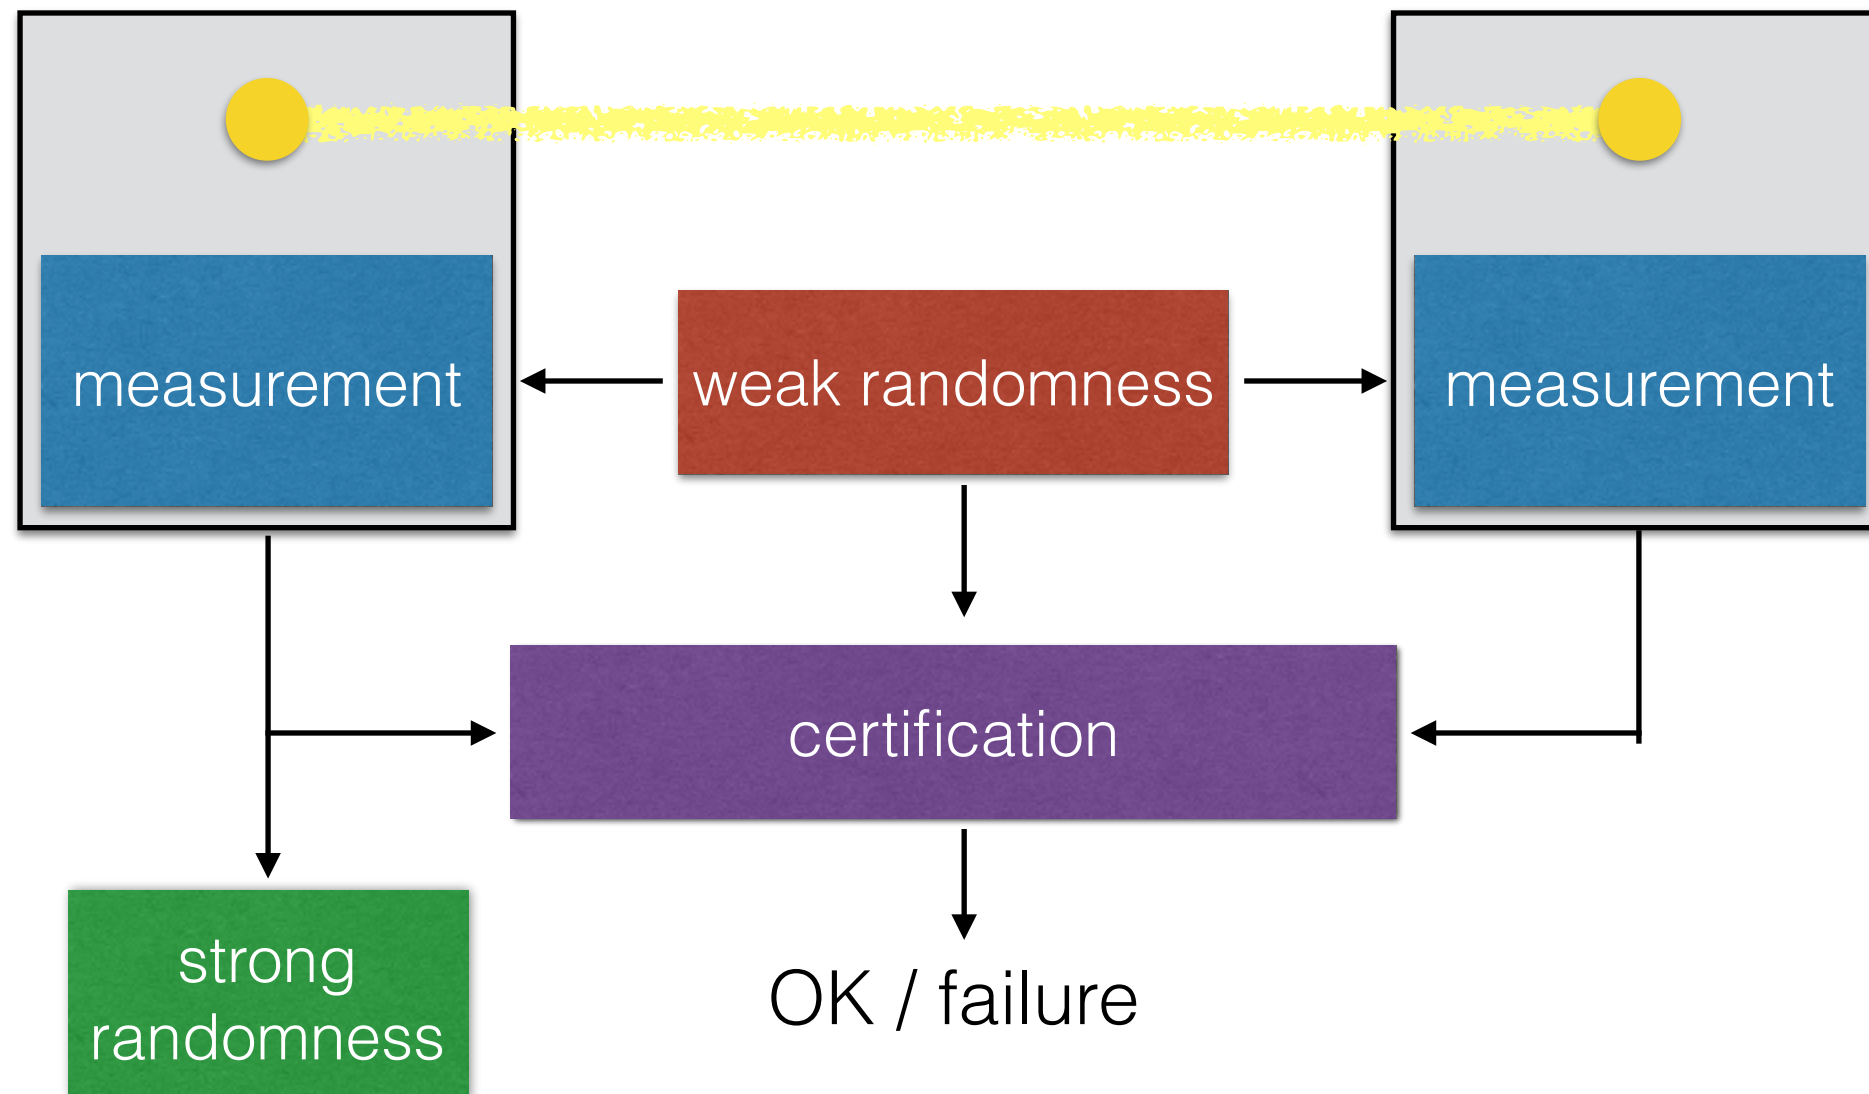 measurement
weak randomness
measurement
certification
strong
randomness
OK / failure